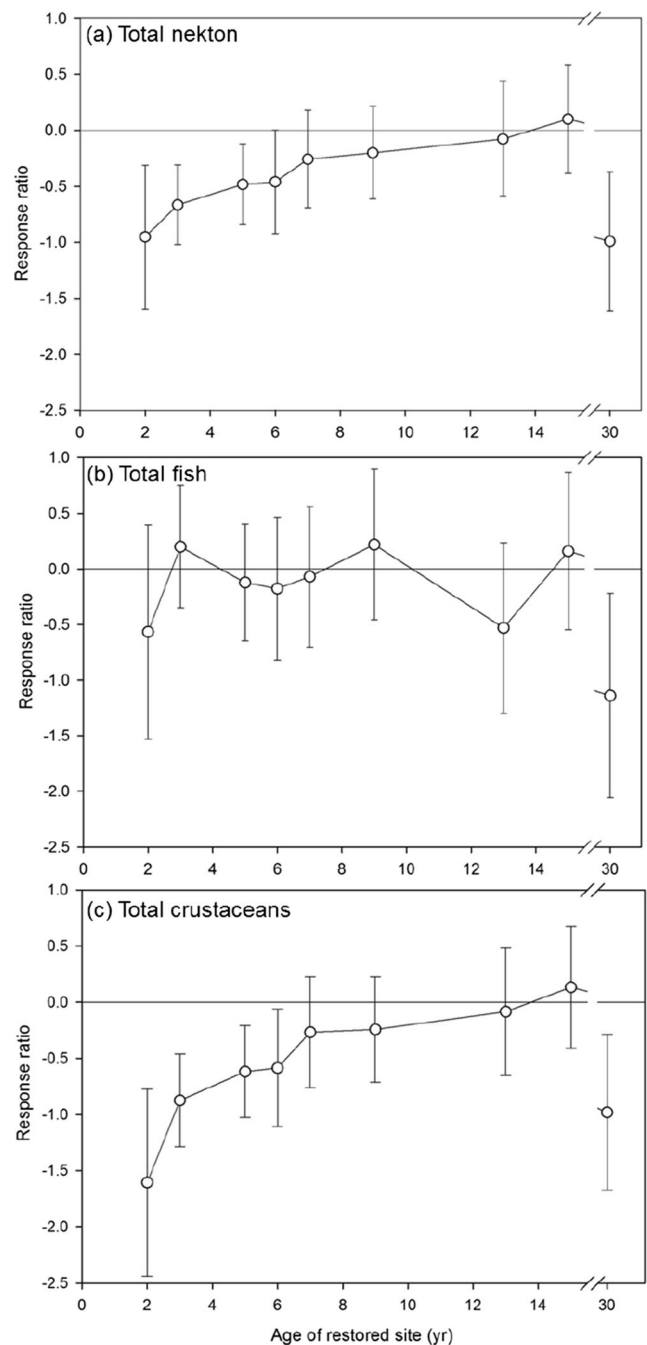 (a) Total nekton
1.0
0.5
0.0
-0.5
-1.0
-1.5
-2.0
-2.5
Response ratio
0 2 4 6 8 10 12 14 30
(b) Total fish
1.0
0.5
0.0
-0.5
-1.0
-1.5
-2.0
-2.5
Response ratio
0 2 4 6 8 10 12 14 30
(c) Total crustaceans
1.0
0.5
0.0
-0.5
-1.0
-1.5
-2.0
-2.5
Response ratio
0 2 4 6 8 10 12 14 30
Age of restored site (yr)